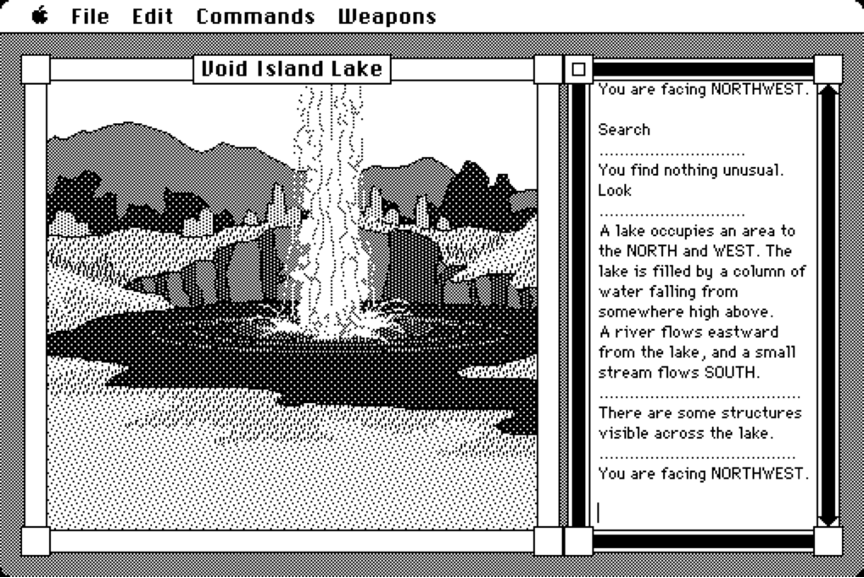 File Edit Commands Weapons
Void Island Lake
You are facing NORTHWEST.
Search
You find nothing unusual.
Look
A lake occupies an area to
the NORTH and WEST. The
lake is filled by a column of
water falling from
somewhere high above.
A river flows eastward
from the lake, and a small
stream flows SOUTH.
There are some structures
visible across the lake.
You are facing NORTHWEST.